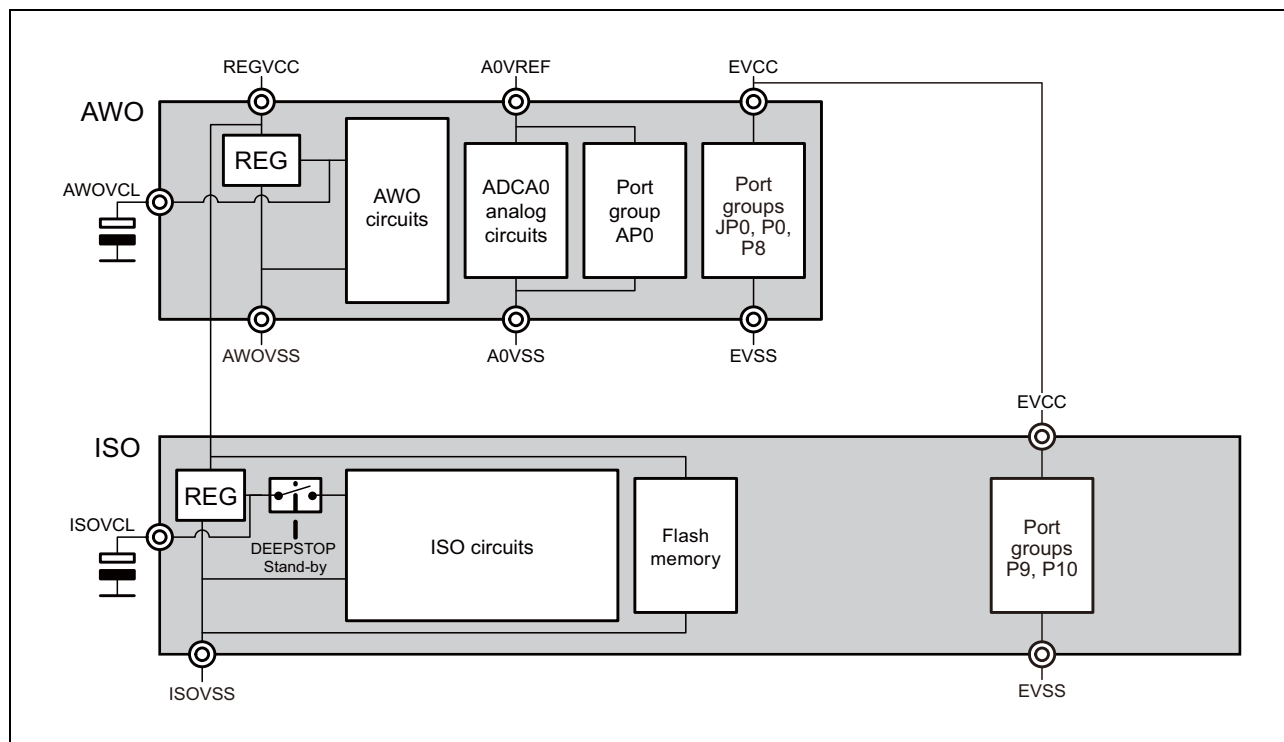 REGVCC
A0VREF
EVCC
AWO
REG
AWOVCL
AWO
circuits
ADCA0
analog
circuits
Port
group
AP0
Port
groups
JP0, P0,
P8
AWOVSS
A0VSS
EVSS
EVCC
ISO
REG
ISOVCL
DEEPSTOP
Stand-by
ISO circuits
Flash
memory
Port
groups
P9, P10
ISOVSS
EVSS